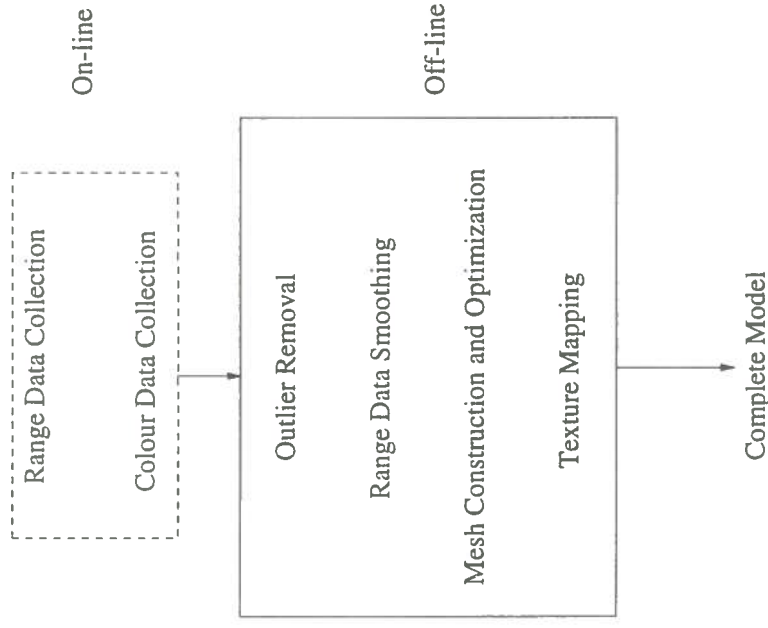 Range Data Collection
Colour Data Collection
On-line
Outlier Removal
Range Data Smoothing
Mesh Construction and Optimization
Texture Mapping
Off-line
Complete Model